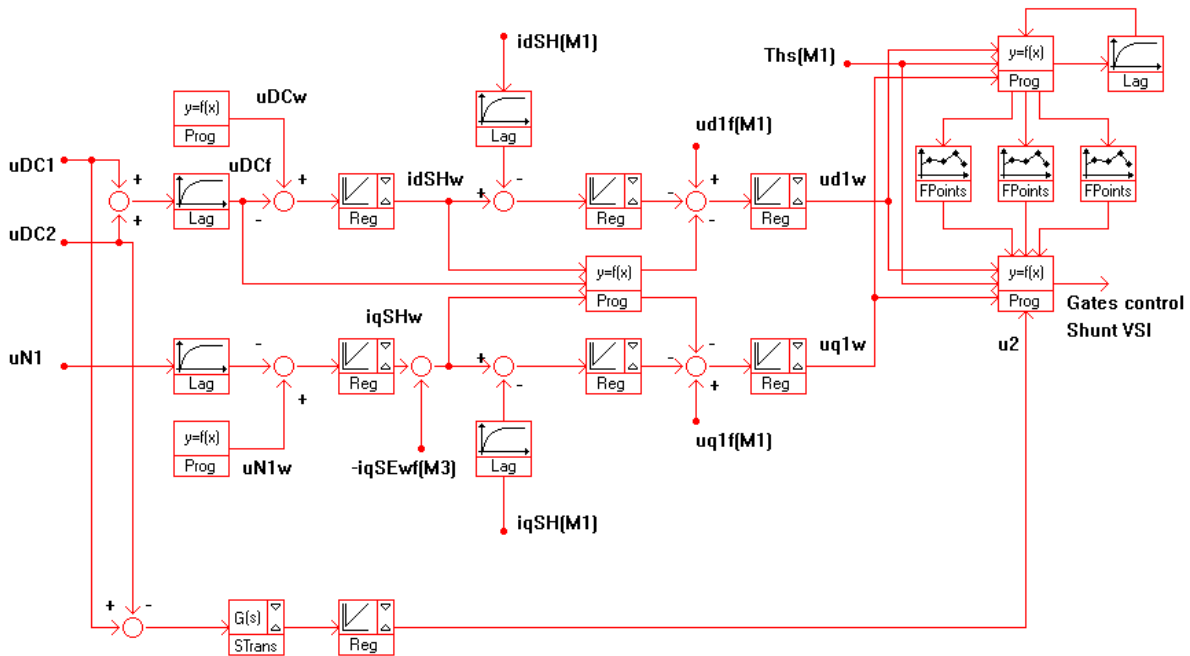 idSH(M1)
Ths(M1)
y=f(x)
Prog
Lag
uDCw
y=f(x)
Prog
Lag
ud1f(M1)
uDC1
uDCf
idSHw
ud1w
FPoints
FPoints
FPoints
+
+
+
-
+
-
-
+
-
Lag
Reg
Reg
Reg
uDC2
y=f(x)
Prog
y=f(x)
Prog
Gates control
Shunt VSI
iqSHw
uN1
uq1w
u2
-
+
+
-
-
-
+
Lag
Reg
Reg
Reg
y=f(x)
Prog
uN1w
-iqSEwf(M3)
Lag
uq1f(M1)
iqSH(M1)
+
-
G(s)
STrans
Reg